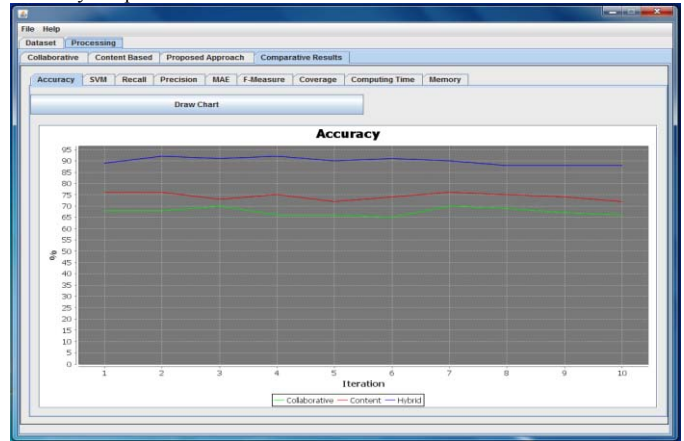 File Help
Dataset Processing
Collaborative Content Based Proposed Approach Comparative Results
Accuracy SVM Recall Precision MAE F-Measure Coverage Computing Time Memory
Draw Chart
Accuracy
95
90
85
80
75
70
65
60
55
50
45
40
35
30
25
20
15
10
5
0
%
1 2 3 4 5 6 7 8 9 10
Iteration
Collaborative Content Hybrid